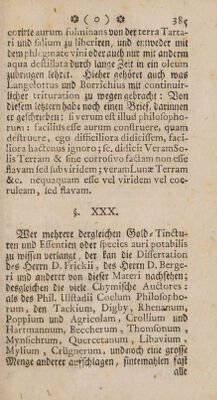 ❀ ( o ) ❀ 385
cotirte aurum fulminans von der terra Tarta-
ri und salium zu liberiren, und entweder mit
dem phlegmate vini oder auch nur mit anderm
aqua destillata durch lange Zeit in ein oleum
zubringen lehrt. Hieher gehöret auch was
Langelottus und Borrichius mit continuir-
licher trituration zu wegen gebracht: Von
diesem letztern habe noch einen Brief, darinnen
er geschrieben: si verum est illud philosopho-
rum: facilius esse aurum construere, quam
destruere, ego difficiliora didicissem, faci-
liora hactenus ignoro; sc. didicit VeramSo-
lis Terram & sine corrosivo factam non esse
flavam sed subviridem; veramLunæ Terram
&c. nequaquam esse vel viridem vel coe-
ruleam, sed flavam.
§. XXX.
Wer mehrere dergleichen Gold-Tinctu-
ren und Essentien oder species auri potabilis
zu wissen verlangt, der kan die Dissertation
des Herrn D. Frickii, des Herrn D. Berge-
ri und anderer von dieser Materi nachsehen;
desgleichen die viele Chymische Auctores:
als des Phil. Ulstadii Coelum Philosopho-
rum, den Tackium, Digby, Rhenanum,
Poppium und Agricolam, Crollium und
Hartmannum, Beccherum, Thomsonum,
Mynsichtum, Quercetanum, Libavium,
Mylium, Crügnerum, und noch eine grosse
Menge anderer aufschlagen, sintemahlen fast
alle